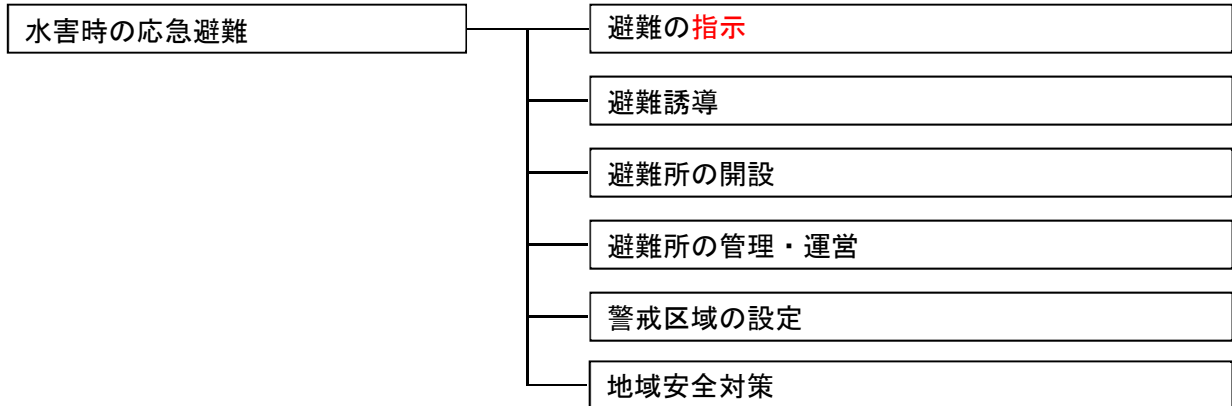 水害時の応急避難
避難の指示
避難誘導
避難所の開設
避難所の管理・運営
警戒区域の設定
地域安全対策